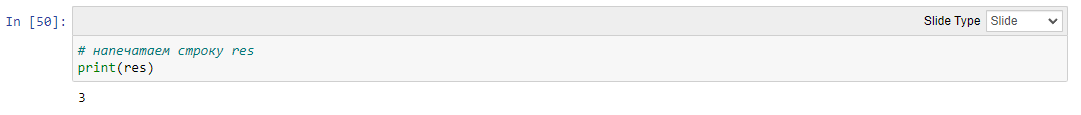 Slide Type Slide
In [50]:
# напечатаем строку res
print(res)
3